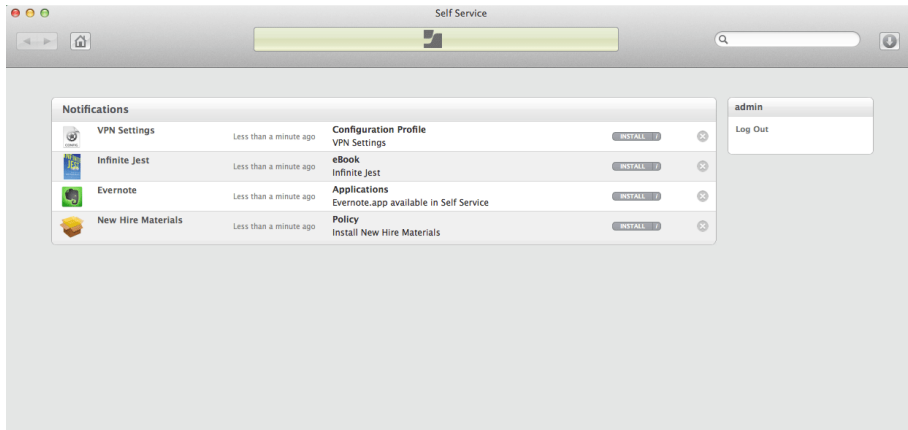 Self Service
Notifications
VPN Settings
Less than a minute ago
Configuration Profile
VPN Settings
INSTALL i
Infinite Jest
Less than a minute ago
eBook
Infinite Jest
INSTALL i
Evernote
Less than a minute ago
Applications
Evernote.app available in Self Service
INSTALL i
New Hire Materials
Less than a minute ago
Policy
Install New Hire Materials
INSTALL i
admin
Log Out